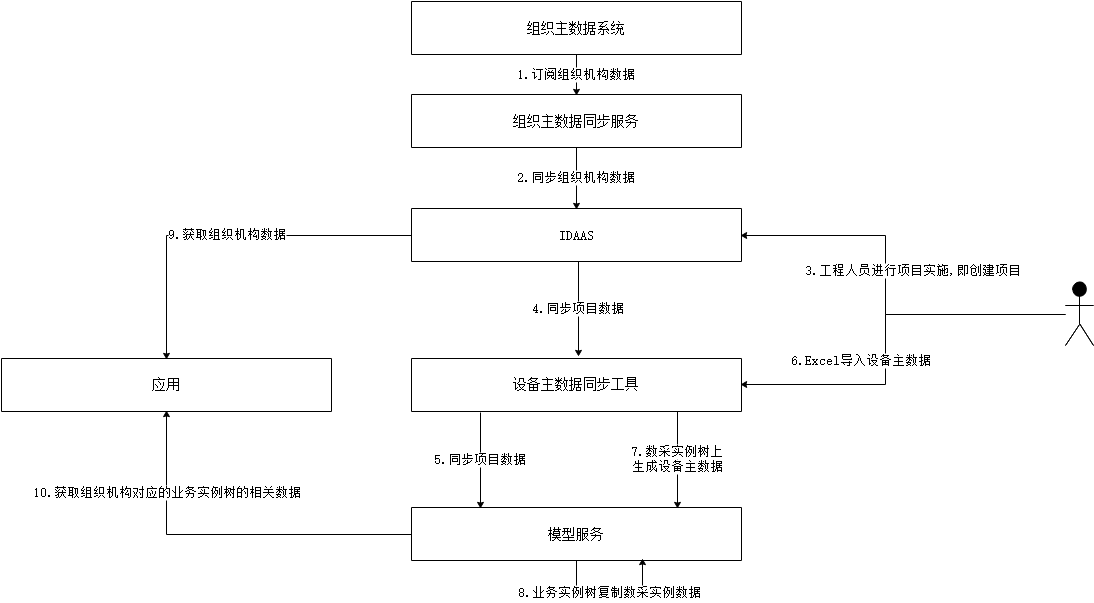 组织主数据系统
1.订阅组织机构数据
组织主数据同步服务
2.同步组织机构数据
9.获取组织机构数据
IDAAS
3.工程人员进行项目实施,即创建项目
4.同步项目数据
6.Excel导入设备主数据
应用
设备主数据同步工具
5.同步项目数据
7.数采实例树上
生成设备主数据
10.获取组织机构对应的业务实例树的相关数据
模型服务
8.业务实例树复制数采实例数据